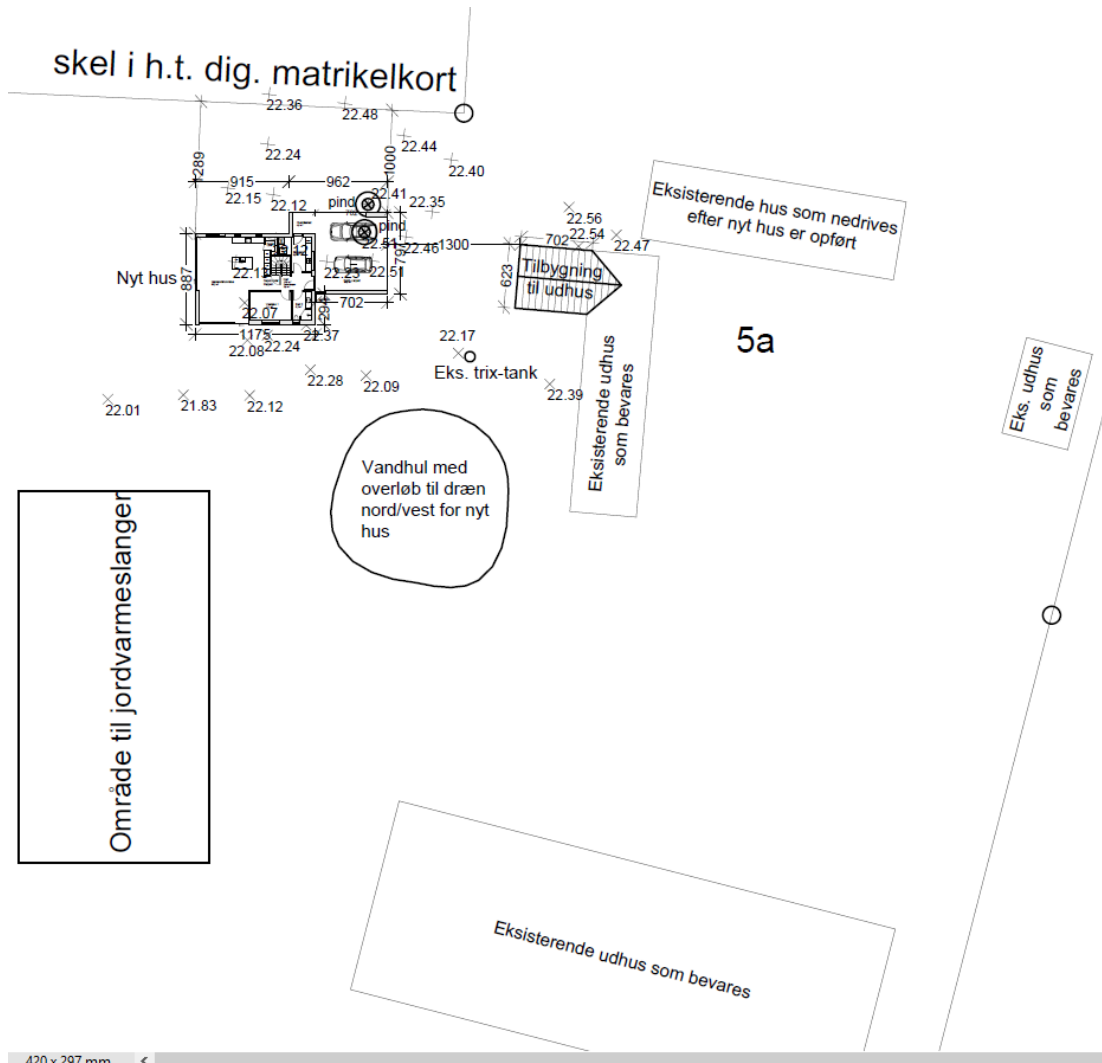 skel i h.t. dig. matrikelkort
22.36
22.48
22.44
22.24
22.40
289
1000
915
962
22.41
22.15
22.12
pind
22.35
pind
22.56
22.54
22.47
22.51
22.46
1300
702
Eksisterende hus som nedrives
efter nyt hus er opført
Nyt hus
887
22.13
22.23
22.51
797
623
Tilbygning
til udhus
22.07
702
294
1175
22.37
22.08
22.24
22.17
Eks. trix-tank
5a
22.28
22.09
22.39
22.01
21.83
22.12
Eksisterende udhus
som bevares
Eks. udhus
som
bevares
Vandhul med
overløb til dræn
nord/vest for nyt
hus
Område til jordvarmeslanger
Eksisterende udhus som bevares
420 x 297 mm